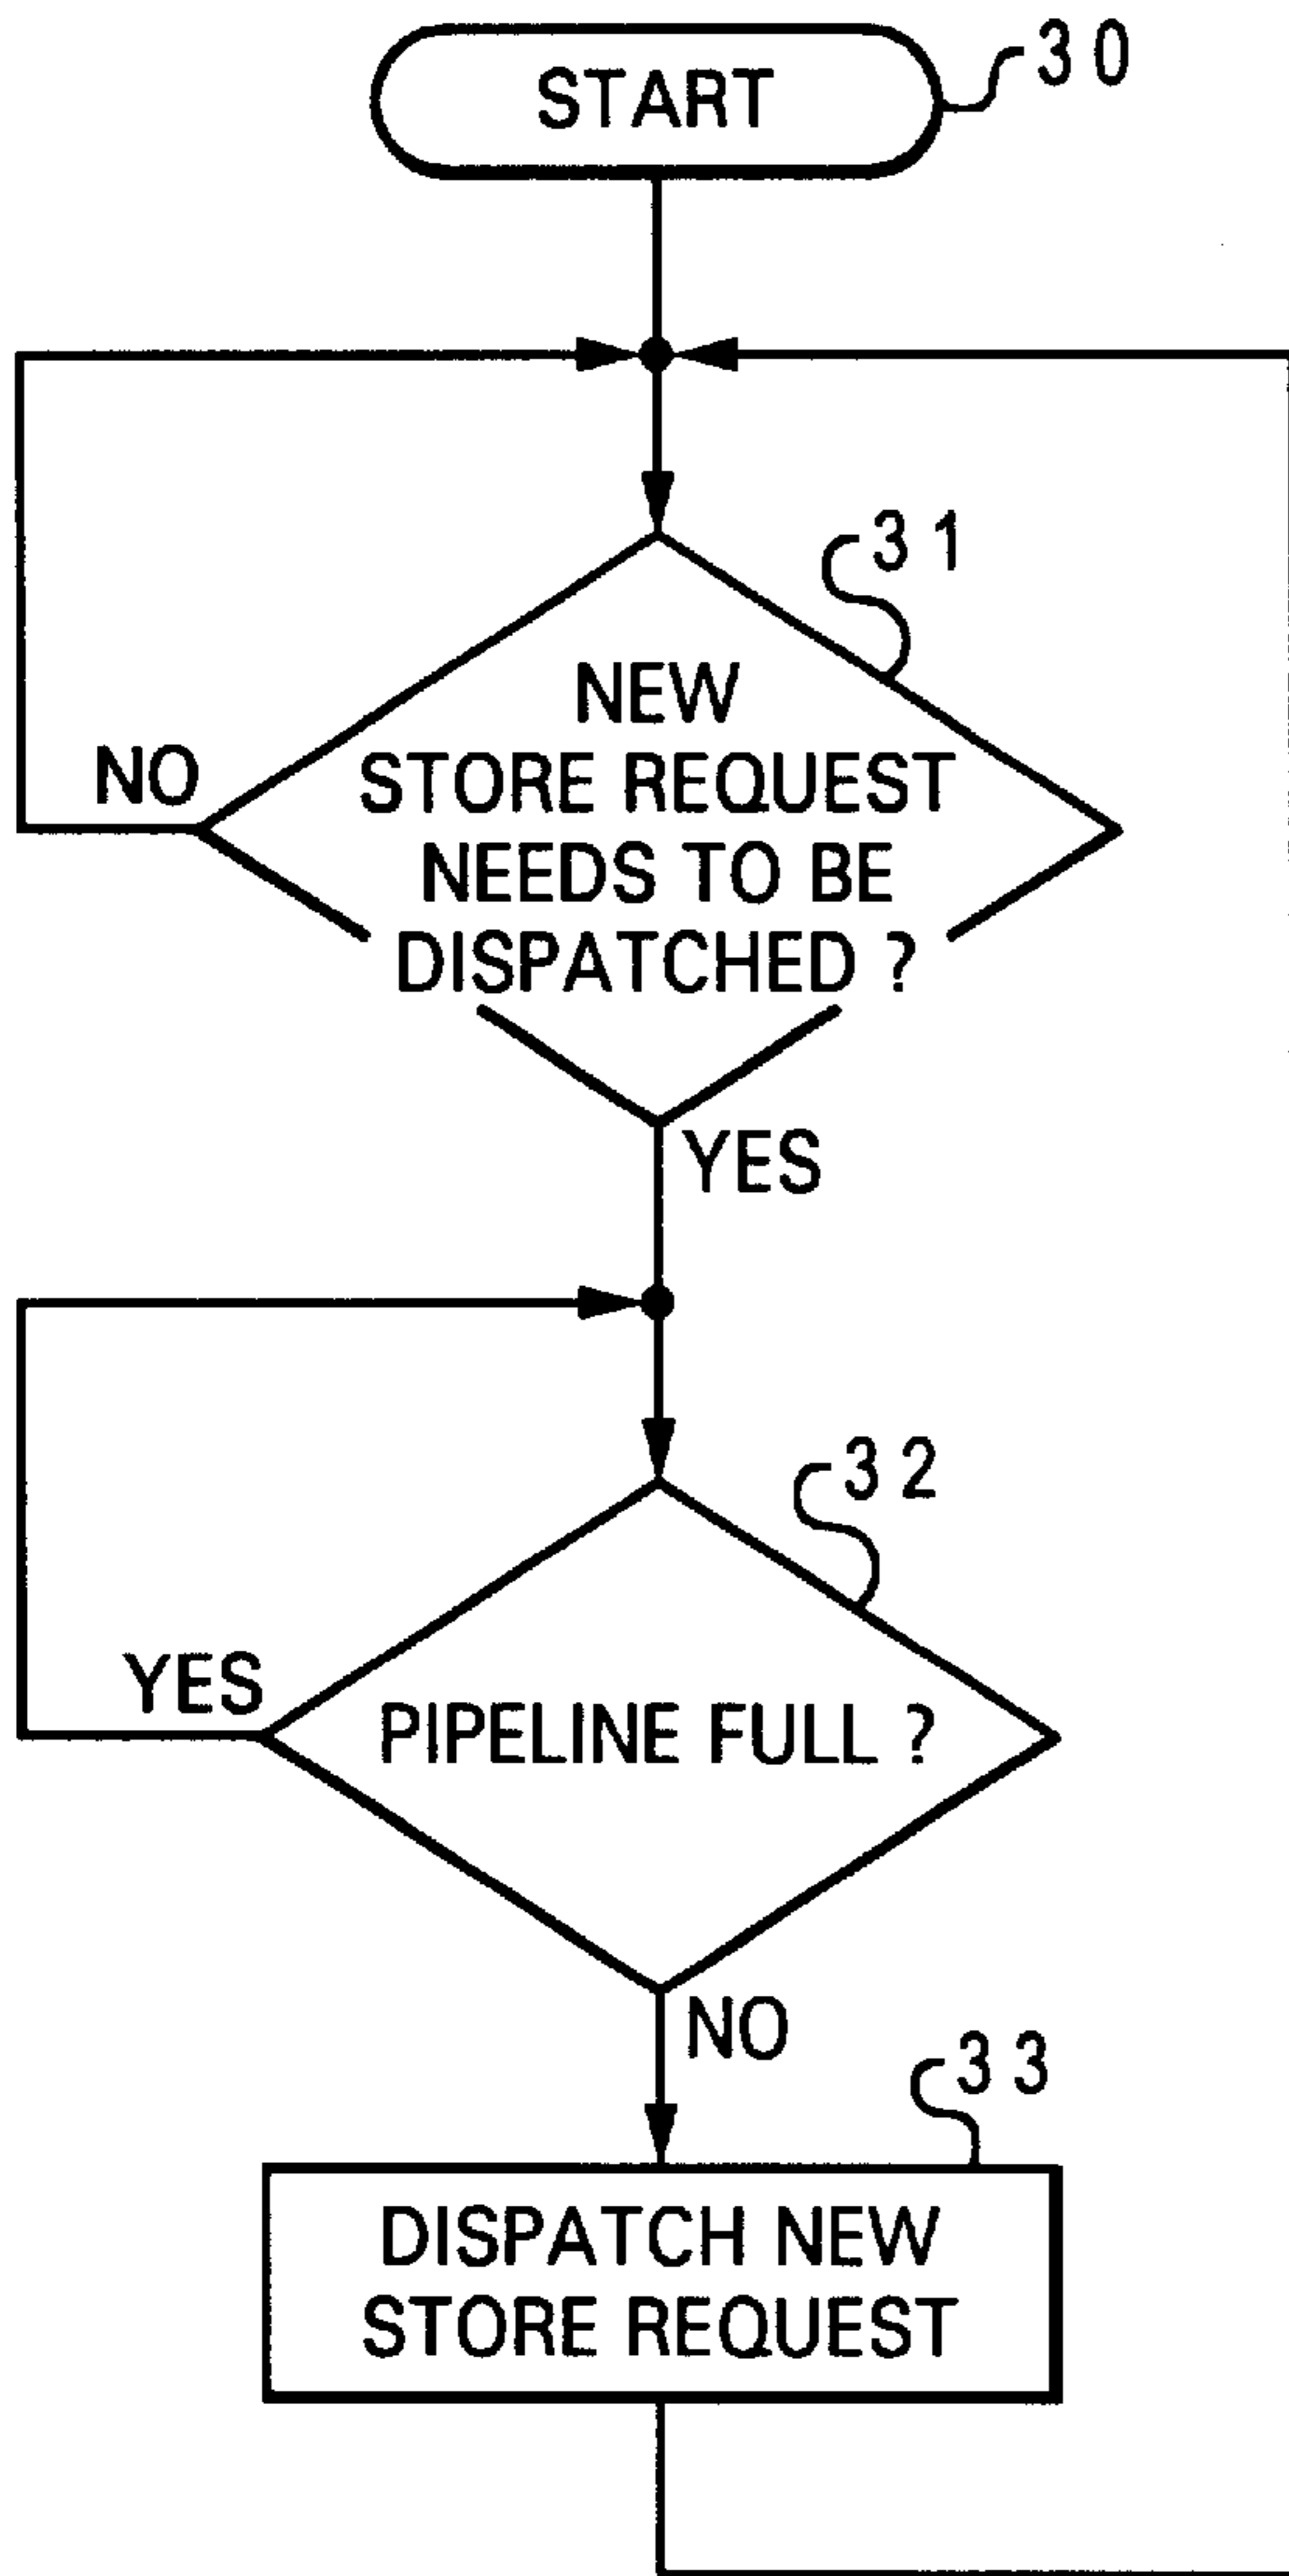 START
30
31
NEW
STORE REQUEST
NEEDS TO BE
DISPATCHED ?
NO
YES
32
PIPELINE FULL ?
YES
NO
33
DISPATCH NEW
STORE REQUEST